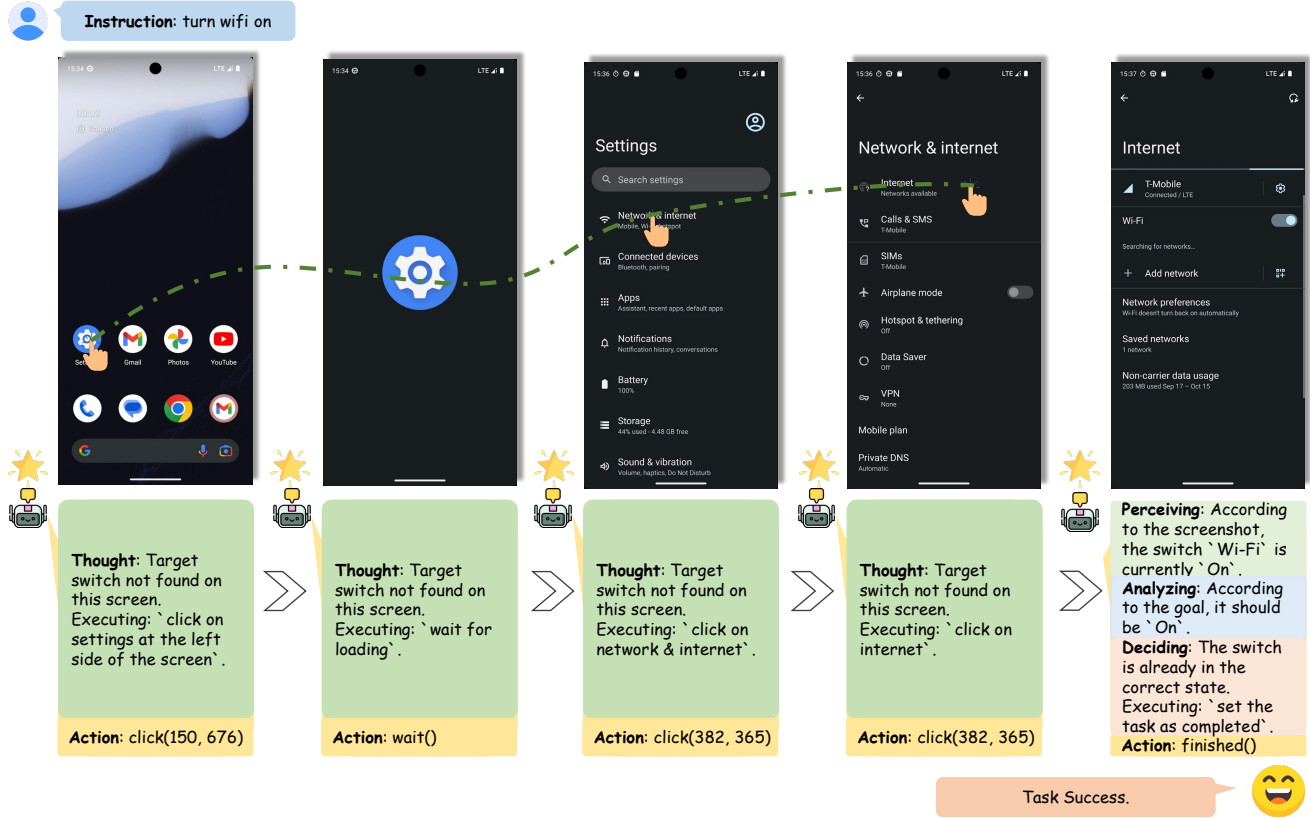 Instruction: turn wifi on
15:34
LTE
00:02
Paused
Gmail
Photos
YouTube
Thought: Target
switch not found on
this screen.
Executing: `click on
settings at the left
side of the screen`.
Action: click(150, 676)
15:34
LTE
Thought: Target
switch not found on
this screen.
Executing: `wait for
loading`.
Action: wait()
15:36
LTE
Settings
Search settings
Network & internet
Mobile, Wi-Fi, hotspot
Connected devices
Bluetooth, pairing
Apps
Assistant, recent apps, default apps
Notifications
Notification history, conversations
Battery
100%
Storage
44% used - 4.48 GB free
Sound & vibration
Volume, haptics, Do Not Disturb
Thought: Target
switch not found on
this screen.
Executing: `click on
network & internet`.
Action: click(382, 365)
15:36
LTE
Network & internet
Internet
Networks available
Calls & SMS
T-Mobile
SIMs
T-Mobile
Airplane mode
Hotspot & tethering
Off
Data Saver
Off
VPN
None
Mobile plan
Private DNS
Automatic
Thought: Target
switch not found on
this screen.
Executing: `click on
internet`.
Action: click(382, 365)
15:37
LTE
Internet
T-Mobile
Connected / LTE
Wi-Fi
Searching for networks…
Add network
Network preferences
Wi-Fi doesn't turn back on automatically
Saved networks
1 network
Non-carrier data usage
203 MB used Sep 17 – Oct 15
Perceiving: According
to the screenshot,
the switch `Wi-Fi` is
currently `On`.
Analyzing: According
to the goal, it should
be `On`.
Deciding: The switch
is already in the
correct state.
Executing: `set the
task as completed`.
Action: finished()
Task Success.